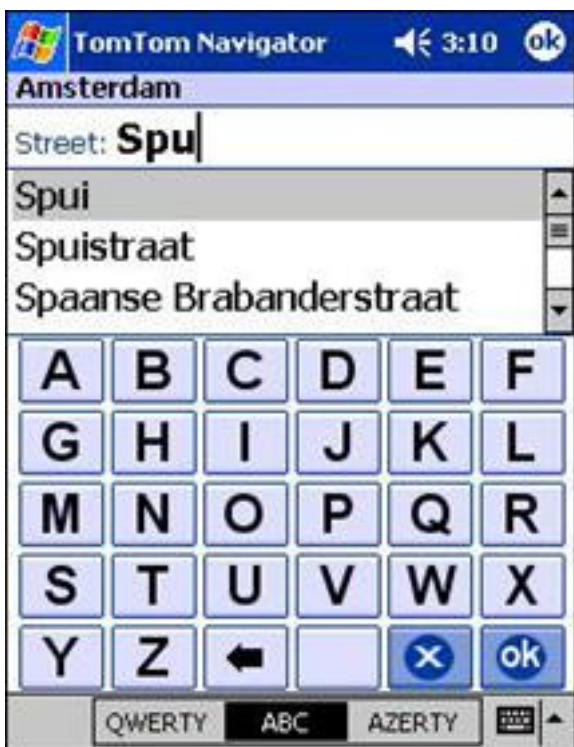 TomTom Navigator 3:10 ok
Amsterdam
Street: Spu
Spui
Spuistraat
Spaanse Brabanderstraat
A B C D E F
G H I J K L
M N O P Q R
S T U V W X
Y Z ok
QWERTY ABC AZERTY